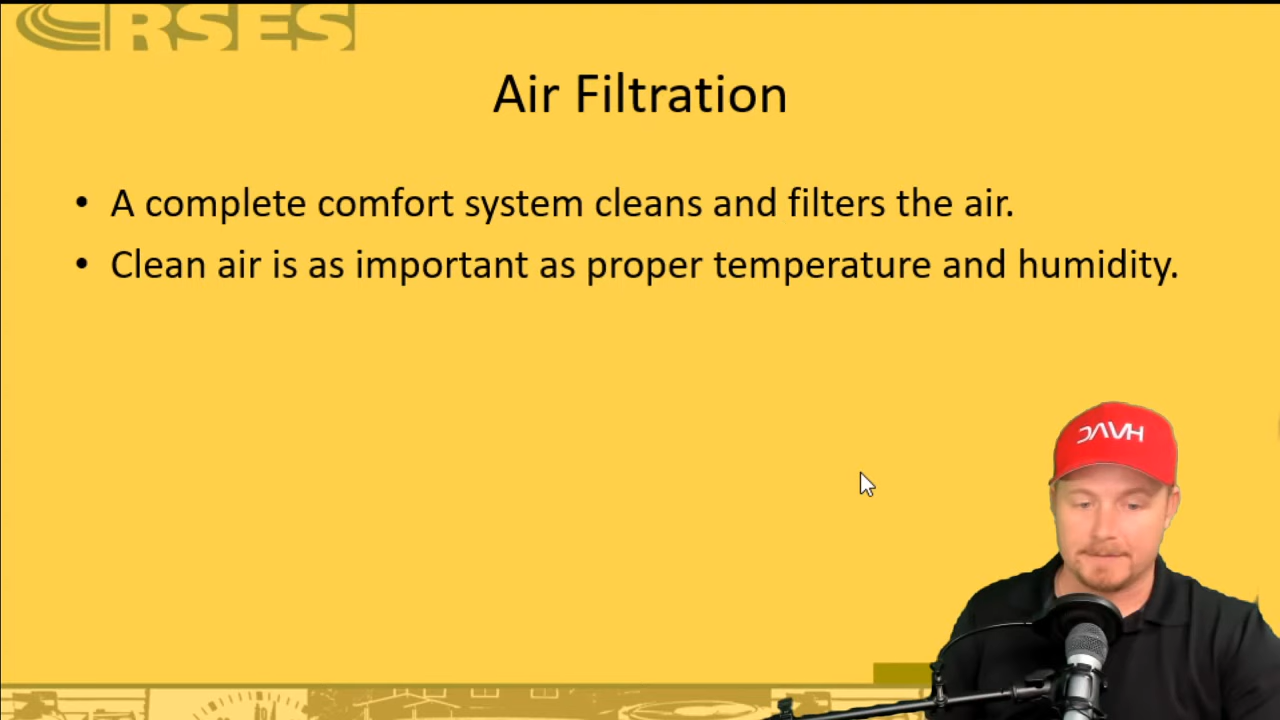 RSES
Air Filtration
• A complete comfort system cleans and filters the air.
• Clean air is as important as proper temperature and humidity.